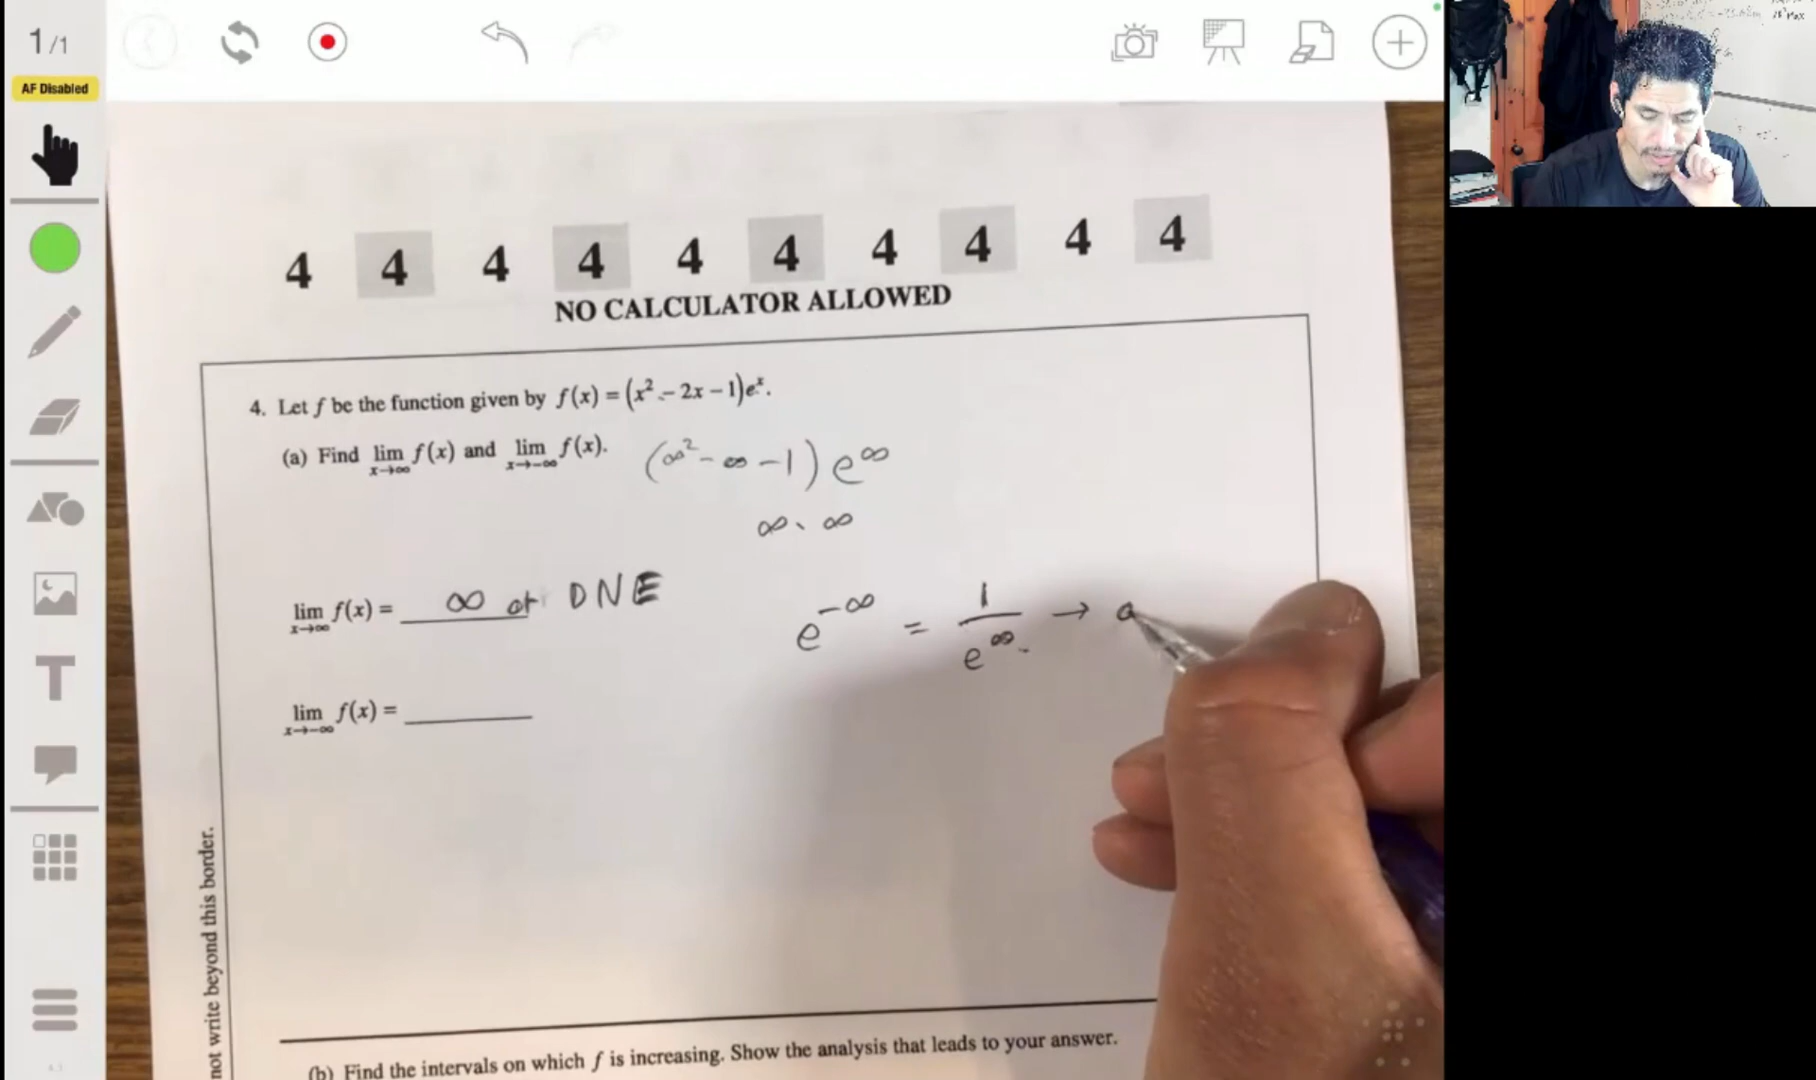 1/1
AF Disabled
4 4 4 4 4 4 4 4 4 4
NO CALCULATOR ALLOWED
4. Let f be the function given by f(x) = (x² – 2x – 1)eˣ.
(a) Find lim x→∞ f(x) and lim x→–∞ f(x). (∞² - ∞ - 1) e^∞
∞ · ∞
lim x→∞ f(x) = ∞ or DNE
e^-∞ = 1/e^∞ →
lim x→–∞ f(x) =
T
not write beyond this border.
(b) Find the intervals on which f is increasing. Show the analysis that leads to your answer.